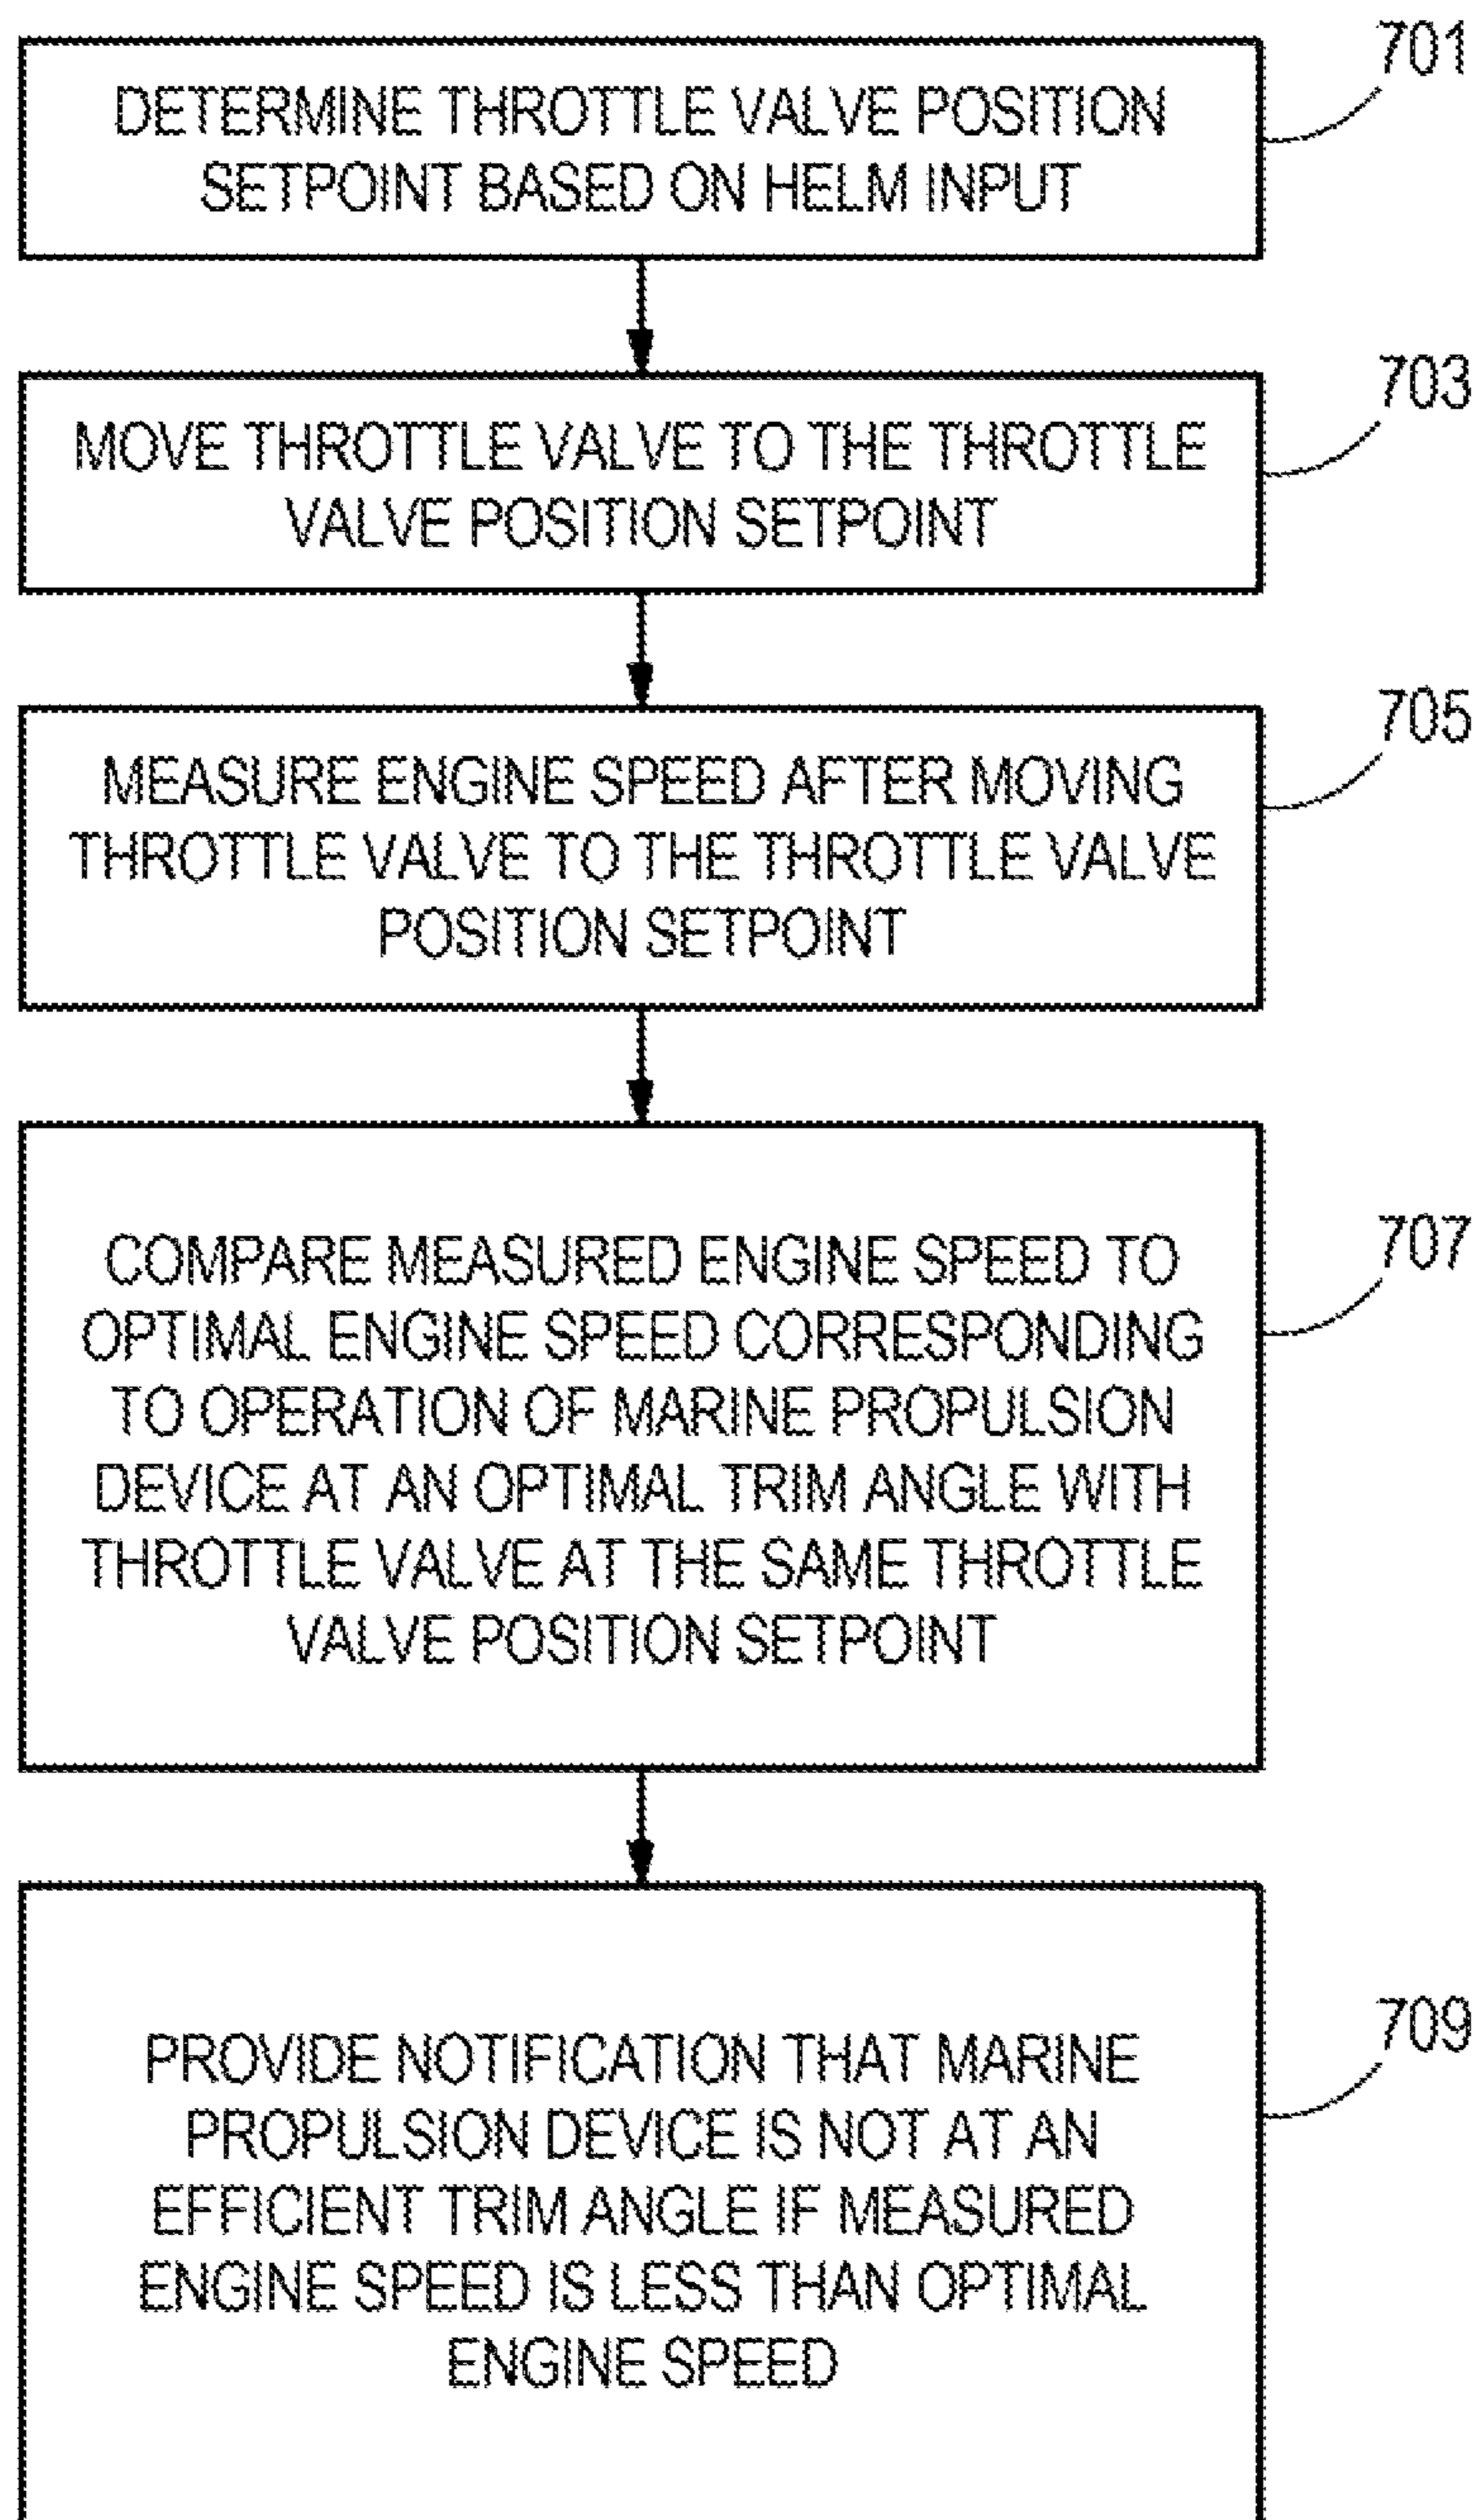 701
DETERMINE THROTTLE VALVE POSITION
SETPOINT BASED ON HELM INPUT
703
MOVE THROTTLE VALVE TO THE THROTTLE
VALVE POSITION SETPOINT
705
MEASURE ENGINE SPEED AFTER MOVING
THROTTLE VALVE TO THE THROTTLE VALVE
POSITION SETPOINT
707
COMPARE MEASURED ENGINE SPEED TO
OPTIMAL ENGINE SPEED CORRESPONDING
TO OPERATION OF MARINE PROPULSION
DEVICE AT AN OPTIMAL TRIM ANGLE WITH
THROTTLE VALVE AT THE SAME THROTTLE
VALVE POSITION SETPOINT
709
PROVIDE NOTIFICATION THAT MARINE
PROPULSION DEVICE IS NOT AT AN
EFFICIENT TRIM ANGLE IF MEASURED
ENGINE SPEED IS LESS THAN OPTIMAL
ENGINE SPEED